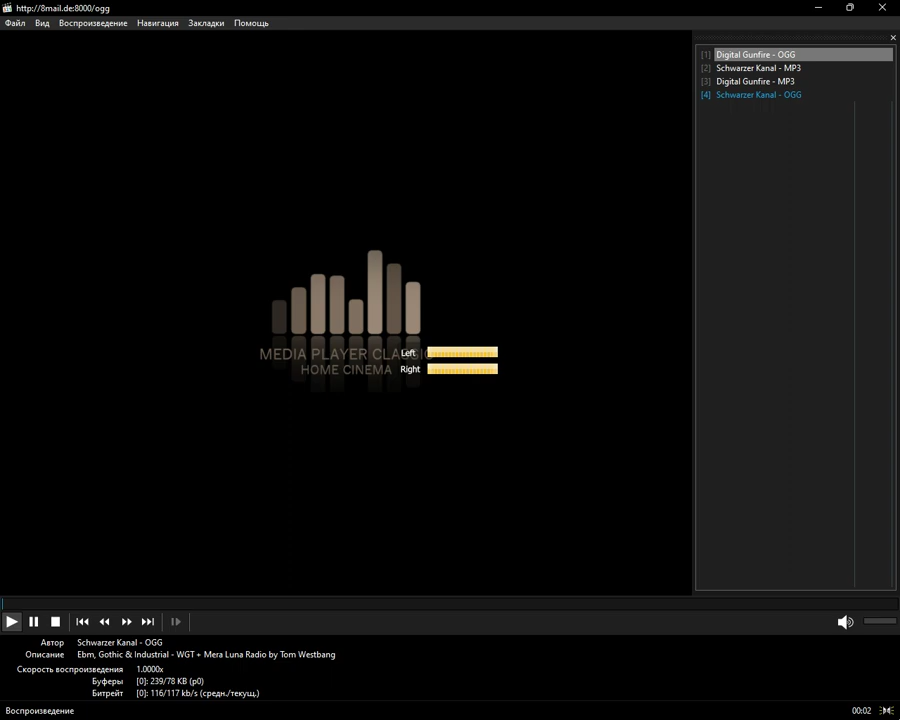 http://8mail.de:8000/ogg
Файл Вид Воспроизведение Навигация Закладки Помощь
[1] Digital Gunfire - OGG
[2] Schwarzer Kanal - MP3
[3] Digital Gunfire - MP3
[4] Schwarzer Kanal - OGG
MEDIA PLAYER CLASSIC
HOME CINEMA
Left
Right
Автор Schwarzer Kanal - OGG
Описание Ebm, Gothic & Industrial - WGT + Mera Luna Radio by Tom Westbang
Скорость воспроизведения 1.0000x
Буферы [0]: 239/78 KB (p0)
Битрейт [0]: 116/117 kb/s (средн./текущ.)
Воспроизведение 00:02